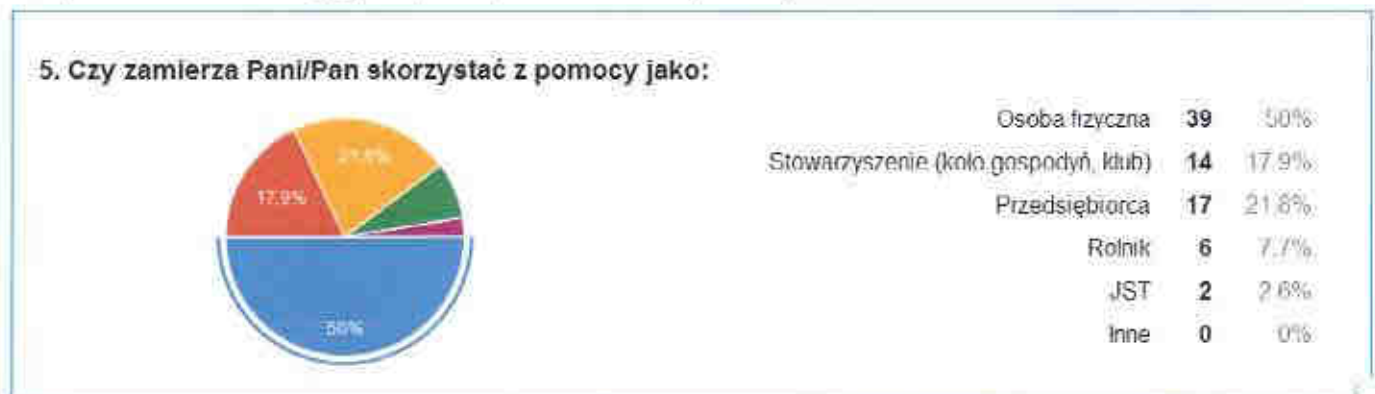 5. Czy zamierza Pani/Pan skorzystać z pomocy jako:
21.8%
17.9%
50%
Osoba fizyczna 39 50%
Stowarzyszenie (koło gospodyń, klub) 14 17.9%
Przedsiębiorca 17 21.8%
Rolnik 6 7.7%
JST 2 2.6%
Inne 0 0%